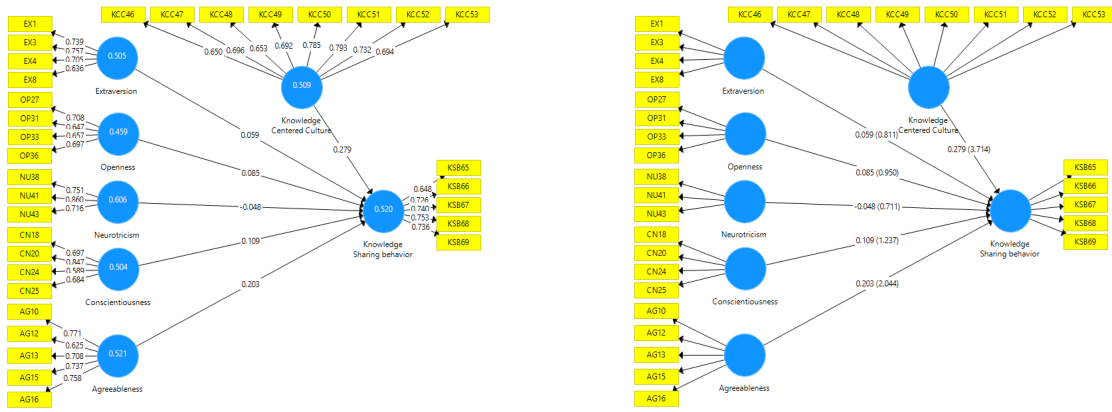 KCC46 KCC47 KCC48 KCC49 KCC50 KCC51 KCC52 KCC53
0.650 0.696 0.653 0.692 0.785 0.793 0.732 0.694
EX1
EX3
EX4
EX8
0.739
0.757
0.705
0.636
0.505
Extraversion
0.509
Knowledge
Centered Culture
OP27
OP31
OP33
OP36
0.708
0.647
0.657
0.697
0.459
Openness
NU38
NU41
NU43
0.751
0.860
0.716
0.606
Neurotricism
CN18
CN20
CN24
CN25
0.697
0.847
0.589
0.684
0.504
Conscientiousness
AG10
AG12
AG13
AG15
AG16
0.771
0.625
0.708
0.737
0.758
0.521
Agreeableness
0.059
0.279
0.085
-0.048
0.109
0.203
0.520
Knowledge
Sharing behavior
0.648
0.726
0.740
0.753
0.736
KSB65
KSB66
KSB67
KSB68
KSB69
KCC46 KCC47 KCC48 KCC49 KCC50 KCC51 KCC52 KCC53
EX1
EX3
EX4
EX8
Extraversion
Knowledge
Centered Culture
OP27
OP31
OP33
OP36
Openness
NU38
NU41
NU43
Neurotricism
CN18
CN20
CN24
CN25
Conscientiousness
AG10
AG12
AG13
AG15
AG16
Agreeableness
0.059 (0.811)
0.279 (3.714)
0.085 (0.950)
-0.048 (0.711)
0.109 (1.237)
0.203 (2.044)
Knowledge
Sharing behavior
KSB65
KSB66
KSB67
KSB68
KSB69